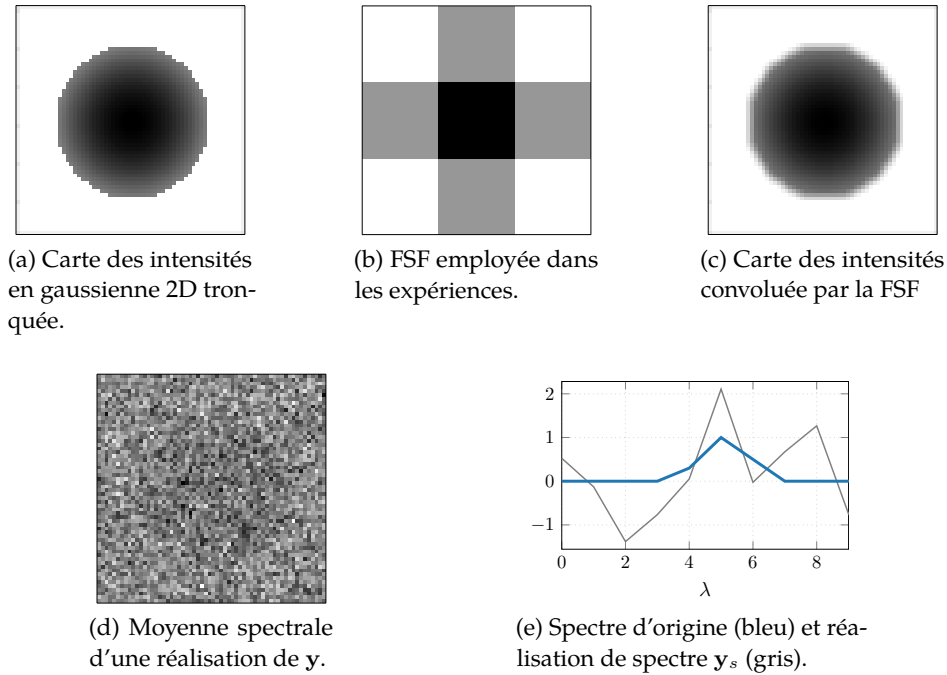 (a) Carte des intensités
en gaussienne 2D tron-
quée.
(b) FSF employée dans
les expériences.
(c) Carte des intensités
convoluée par la FSF
2
1
0
−1
0 2 4 6 8
λ
(d) Moyenne spectrale
d'une réalisation de y.
(e) Spectre d'origine (bleu) et réa-
lisation de spectre yₛ (gris).